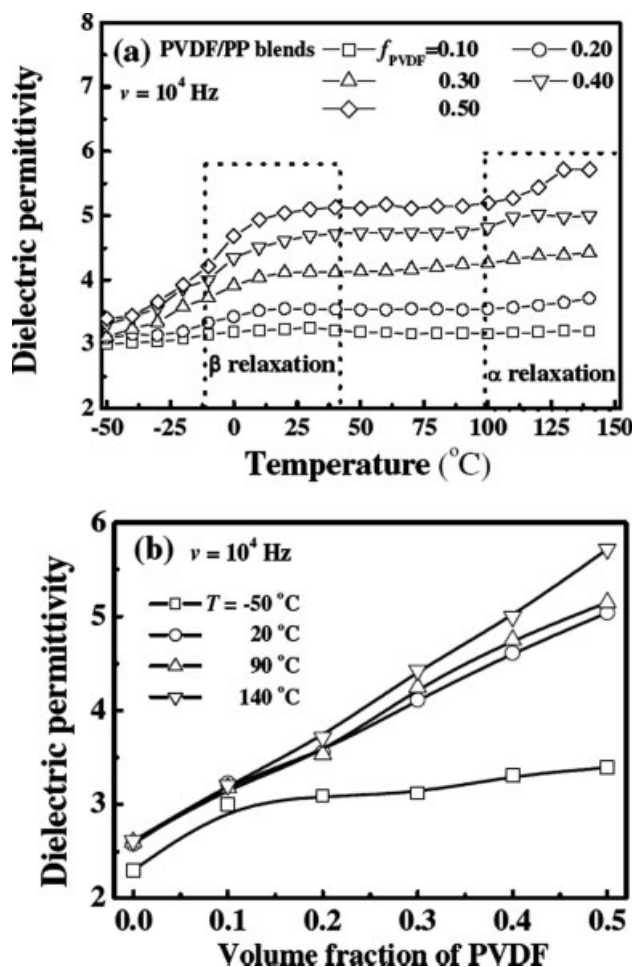 (a) PVDF/PP blends f_PVDF=0.10 0.20
ν = 10^4 Hz 0.30 0.40
0.50
8
7
6
5
4
3
2
Dielectric permittivity
β relaxation
α relaxation
-50 -25 0 25 50 75 100 125 150
Temperature (°C)
(b) ν = 10^4 Hz
T = -50 °C
20 °C
90 °C
140 °C
6
5
4
3
2
Dielectric permittivity
0.0 0.1 0.2 0.3 0.4 0.5
Volume fraction of PVDF